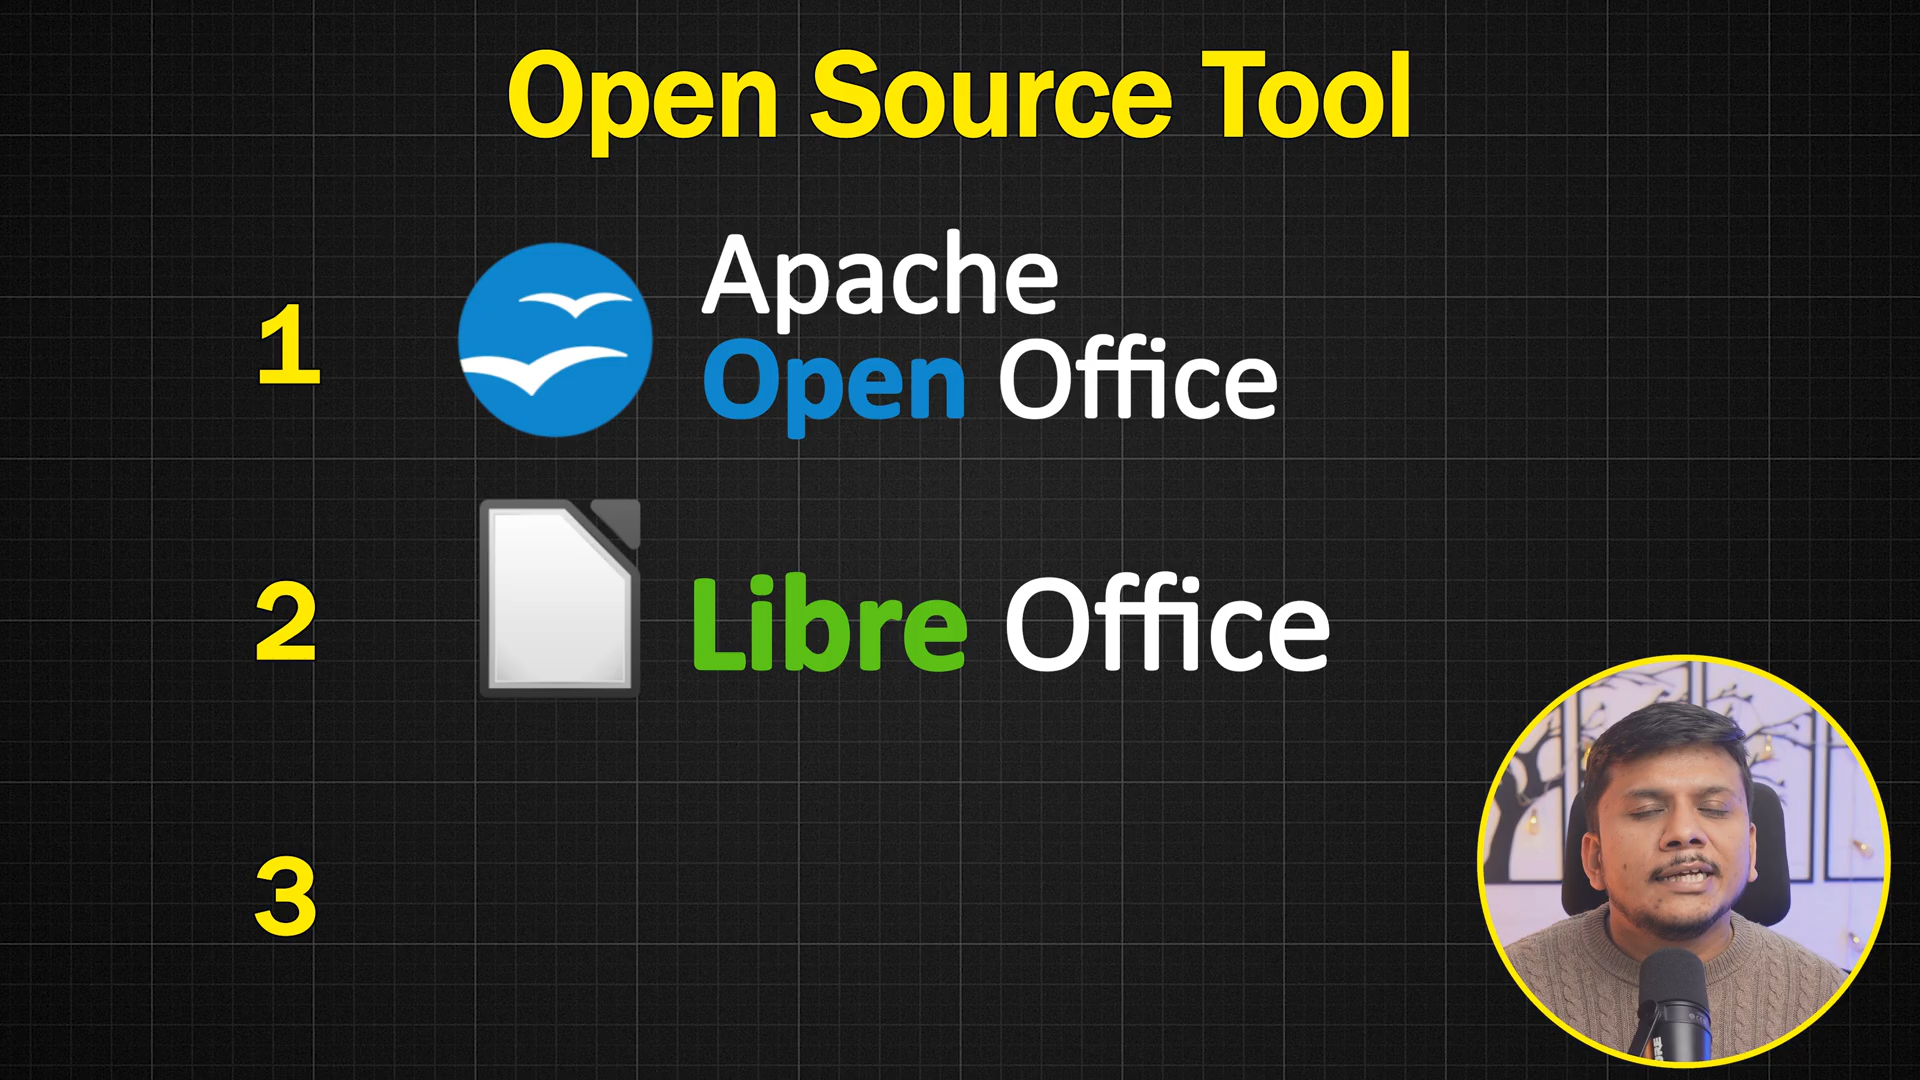 Open Source Tool
1
Apache
Open Office
2
Libre Office
3